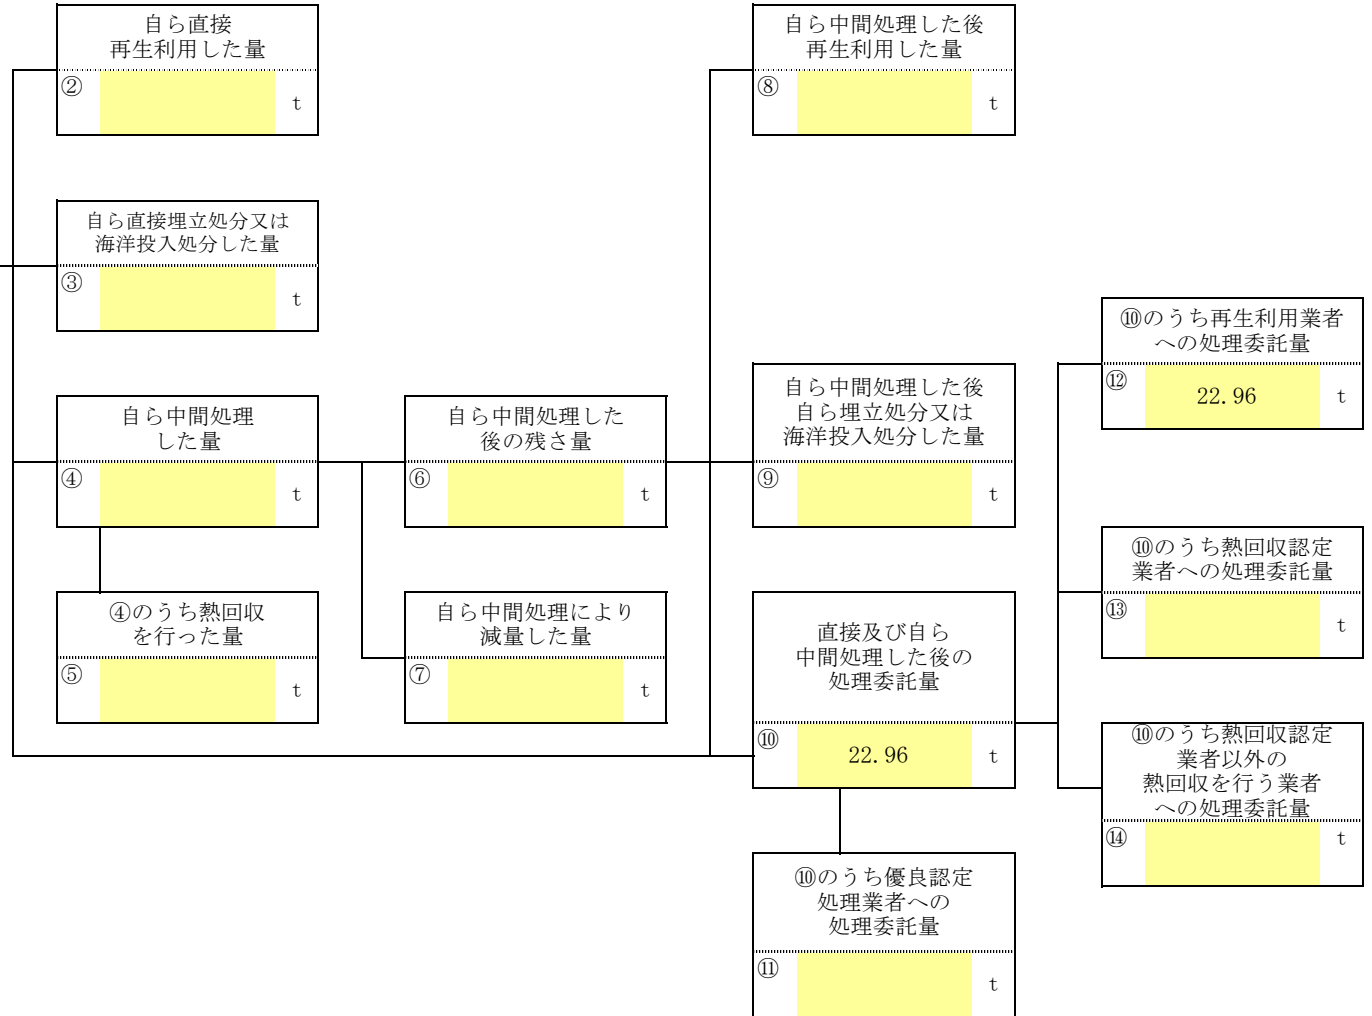 自ら直接
再生利用した量
②
t
自ら中間処理した後
再生利用した量
⑧
t
自ら直接埋立処分又は
海洋投入処分した量
③
t
⑩のうち再生利用業者
への処理委託量
⑫
22.96
t
自ら中間処理
した量
④
t
自ら中間処理した
後の残さ量
⑥
t
自ら中間処理した後
自ら埋立処分又は
海洋投入処分した量
⑨
t
⑩のうち熱回収認定
業者への処理委託量
⑬
t
④のうち熱回収
を行った量
⑤
t
自ら中間処理により
減量した量
⑦
t
直接及び自ら
中間処理した後の
処理委託量
⑩
22.96
t
⑩のうち熱回収認定
業者以外の
熱回収を行う業者
への処理委託量
⑭
t
⑩のうち優良認定
処理業者への
処理委託量
⑪
t